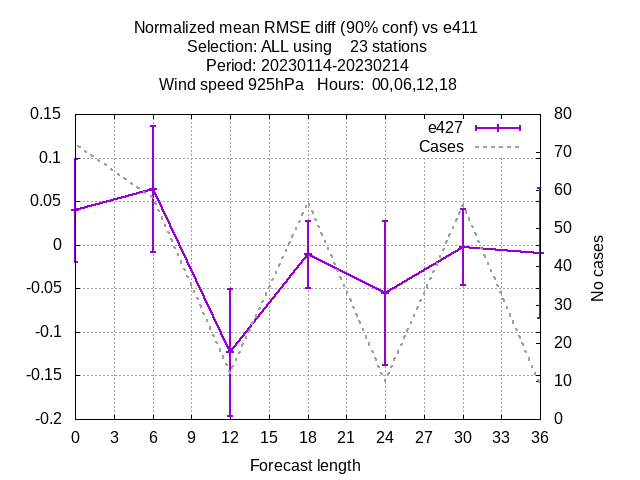 Normalized mean RMSE diff (90% conf) vs e411
Selection: ALL using    23 stations
Period: 20230114-20230214
Wind speed 925hPa   Hours:  00,06,12,18
e427
Cases
0.15
0.1
0.05
0
-0.05
-0.1
-0.15
-0.2
80
70
60
50
40
30
20
10
0
No cases
0 3 6 9 12 15 18 21 24 27 30 33 36
Forecast length